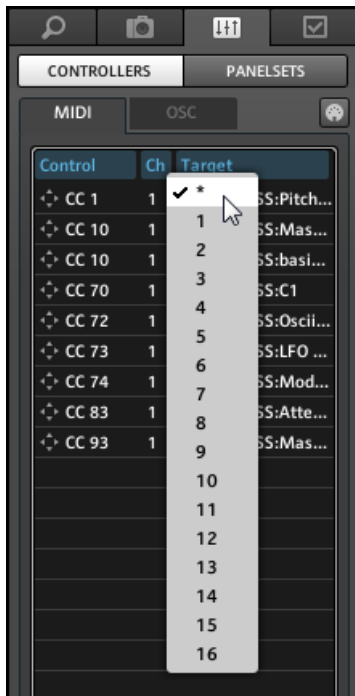 CONTROLLERS PANELSETS
MIDI OSC
Control Ch Target
CC 1 1 SS:Pitch...
CC 10 1 SS:Mas...
CC 10 1 SS:basi...
CC 70 1 SS:C1
CC 72 1 SS:Oscii...
CC 73 1 SS:LFO ...
CC 74 1 SS:Mod...
CC 83 1 SS:Atte...
CC 93 1 SS:Mas...
*
1
2
3
4
5
6
7
8
9
10
11
12
13
14
15
16